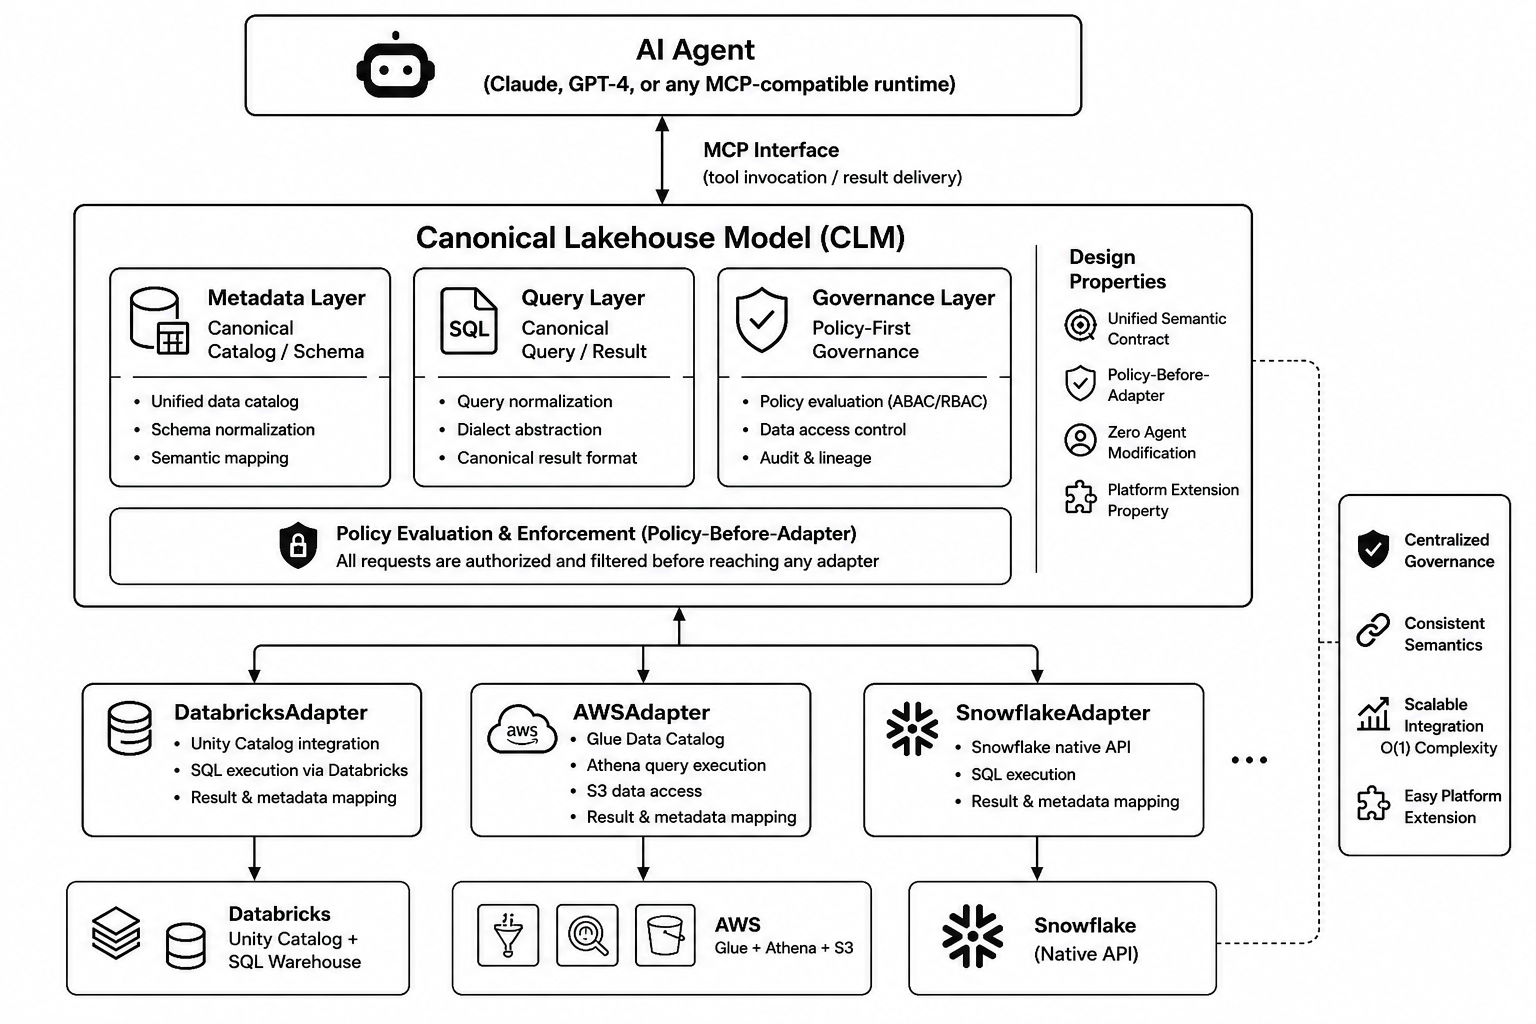 AI Agent
(Claude, GPT-4, or any MCP-compatible runtime)
MCP Interface
(tool invocation / result delivery)
Canonical Lakehouse Model (CLM)
Metadata Layer
Canonical
Catalog / Schema
• Unified data catalog
• Schema normalization
• Semantic mapping
SQL
Query Layer
Canonical
Query / Result
• Query normalization
• Dialect abstraction
• Canonical result format
Governance Layer
Policy-First
Governance
• Policy evaluation (ABAC/RBAC)
• Data access control
• Audit & lineage
Policy Evaluation & Enforcement (Policy-Before-Adapter)
All requests are authorized and filtered before reaching any adapter
Design
Properties
Unified Semantic
Contract
Policy-Before-
Adapter
Zero Agent
Modification
Platform Extension
Property
Centralized
Governance
Consistent
Semantics
Scalable
Integration
O(1) Complexity
Easy Platform
Extension
DatabricksAdapter
• Unity Catalog integration
• SQL execution via Databricks
• Result & metadata mapping
aws
AWSAdapter
• Glue Data Catalog
• Athena query execution
• S3 data access
• Result & metadata mapping
SnowflakeAdapter
• Snowflake native API
• SQL execution
• Result & metadata mapping
•••
Databricks
Unity Catalog +
SQL Warehouse
AWS
Glue + Athena + S3
Snowflake
(Native API)